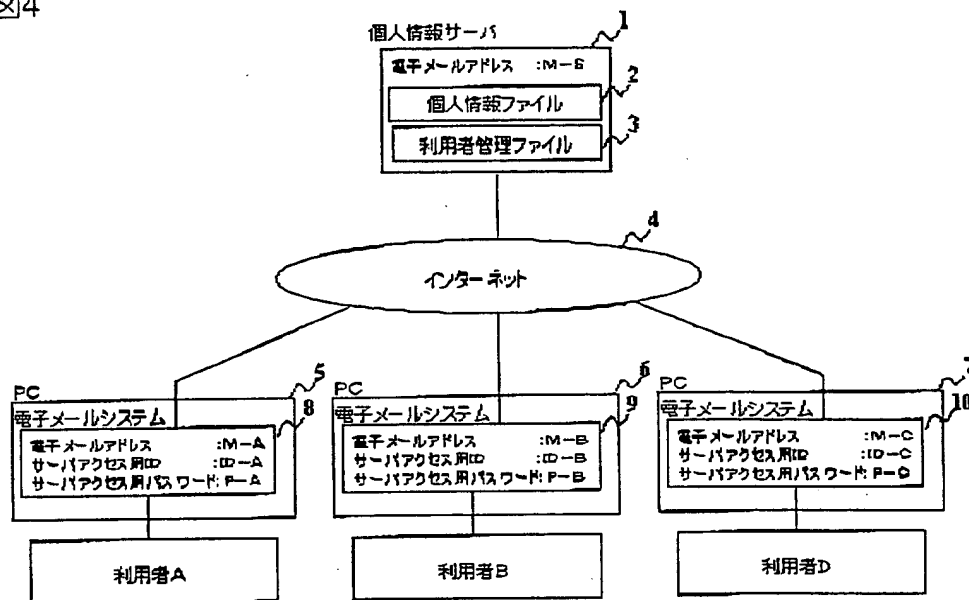 図4
個人情報サーバ
1
電子メールアドレス :M-S
2
個人情報ファイル
3
利用者管理ファイル
4
インターネット
PC
5
電子メールシステム
8
電子メールアドレス :M-A
サーバアクセス用ID :ID-A
サーバアクセス用パスワード:P-A
利用者A
PC
6
電子メールシステム
9
電子メールアドレス :M-B
サーバアクセス用ID :ID-B
サーバアクセス用パスワード:P-B
利用者B
PC
7
電子メールシステム
10
電子メールアドレス :M-C
サーバアクセス用ID :ID-C
サーバアクセス用パスワード:P-C
利用者D